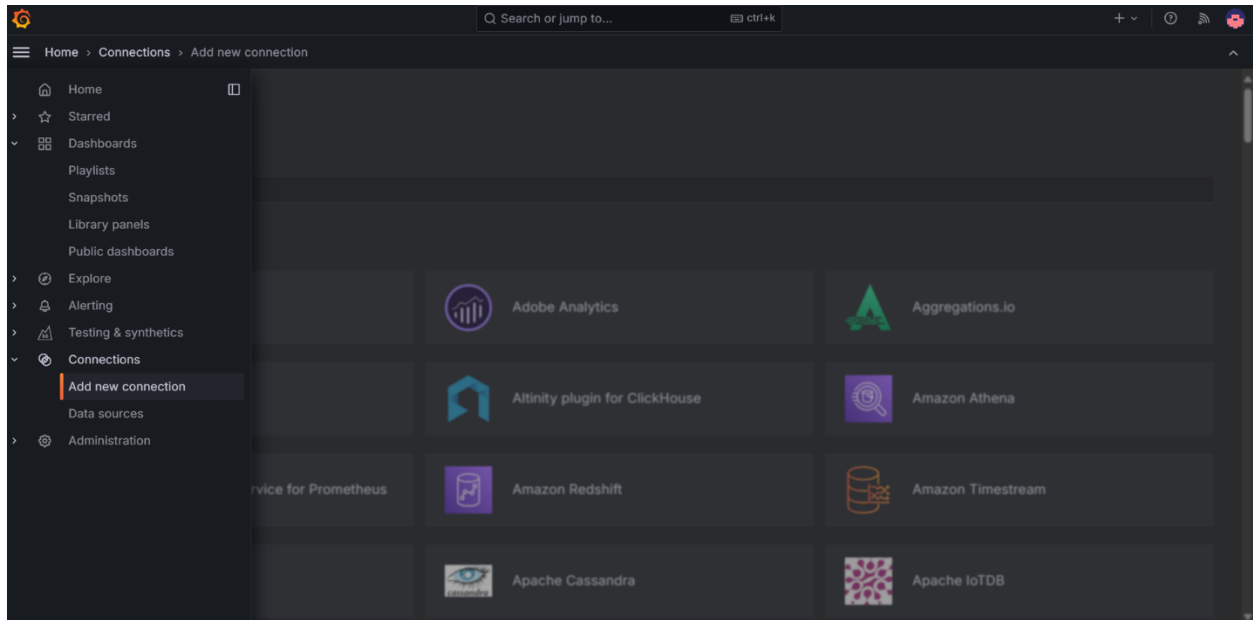 Search or jump to... ctrl+k
Home › Connections › Add new connection
Home
Starred
Dashboards
Playlists
Snapshots
Library panels
Public dashboards
Explore
Alerting
Testing & synthetics
Connections
Add new connection
Data sources
Administration
Adobe Analytics
Aggregations.io
Altinity plugin for ClickHouse
Amazon Athena
rvice for Prometheus
Amazon Redshift
Amazon Timestream
cassandra
Apache Cassandra
Apache IoTDB